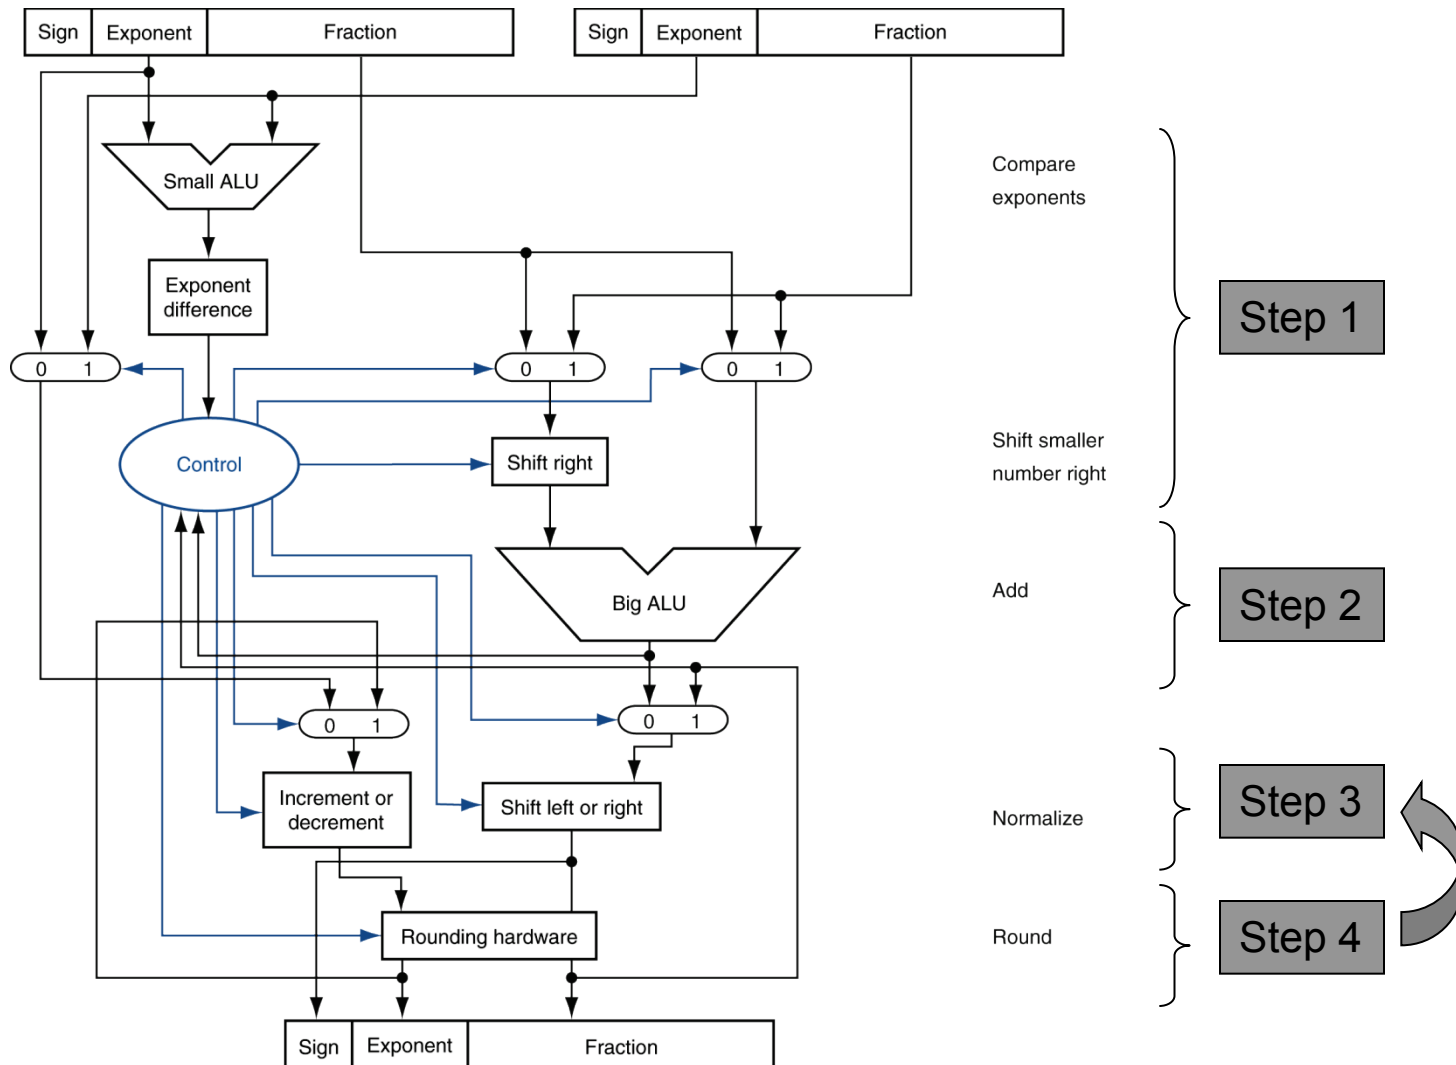 Sign Exponent Fraction
Sign Exponent Fraction
Small ALU
Compare
exponents
Exponent
difference
Step 1
0 1
0 1
0 1
Control
Shift right
Shift smaller
number right
Big ALU
Add
Step 2
0 1
0 1
Increment or
decrement
Shift left or right
Normalize
Step 3
Rounding hardware
Round
Step 4
Sign Exponent Fraction